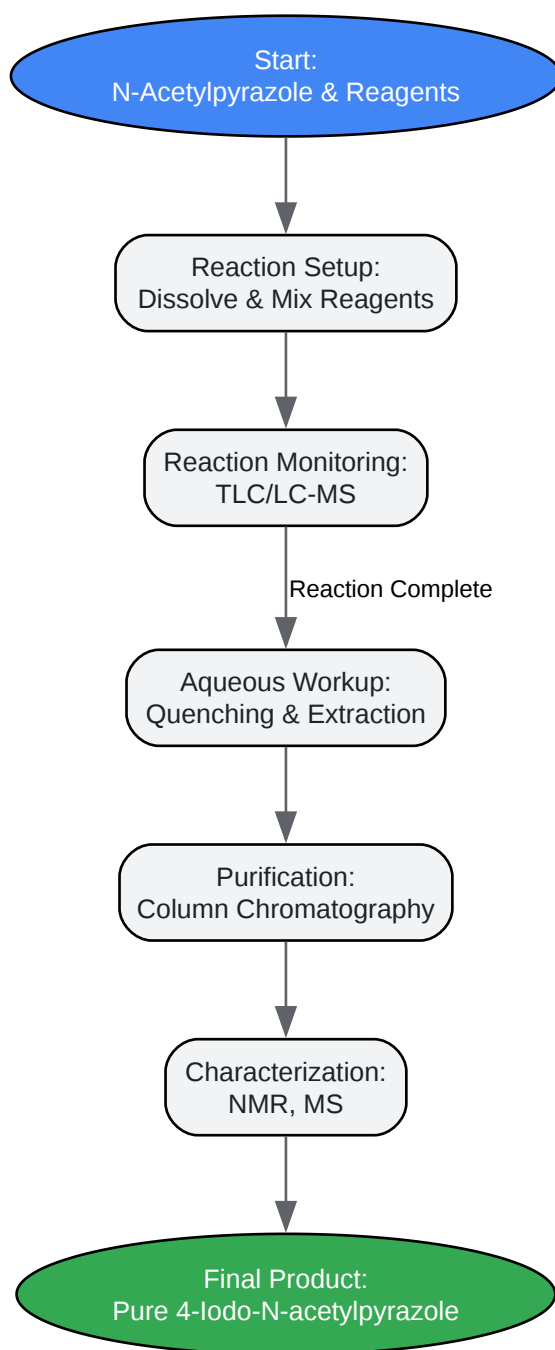 Start:
N-Acetylpyrazole & Reagents
Reaction Setup:
Dissolve & Mix Reagents
Reaction Monitoring:
TLC/LC-MS
Reaction Complete
Aqueous Workup:
Quenching & Extraction
Purification:
Column Chromatography
Characterization:
NMR, MS
Final Product:
Pure 4-Iodo-N-acetylpyrazole